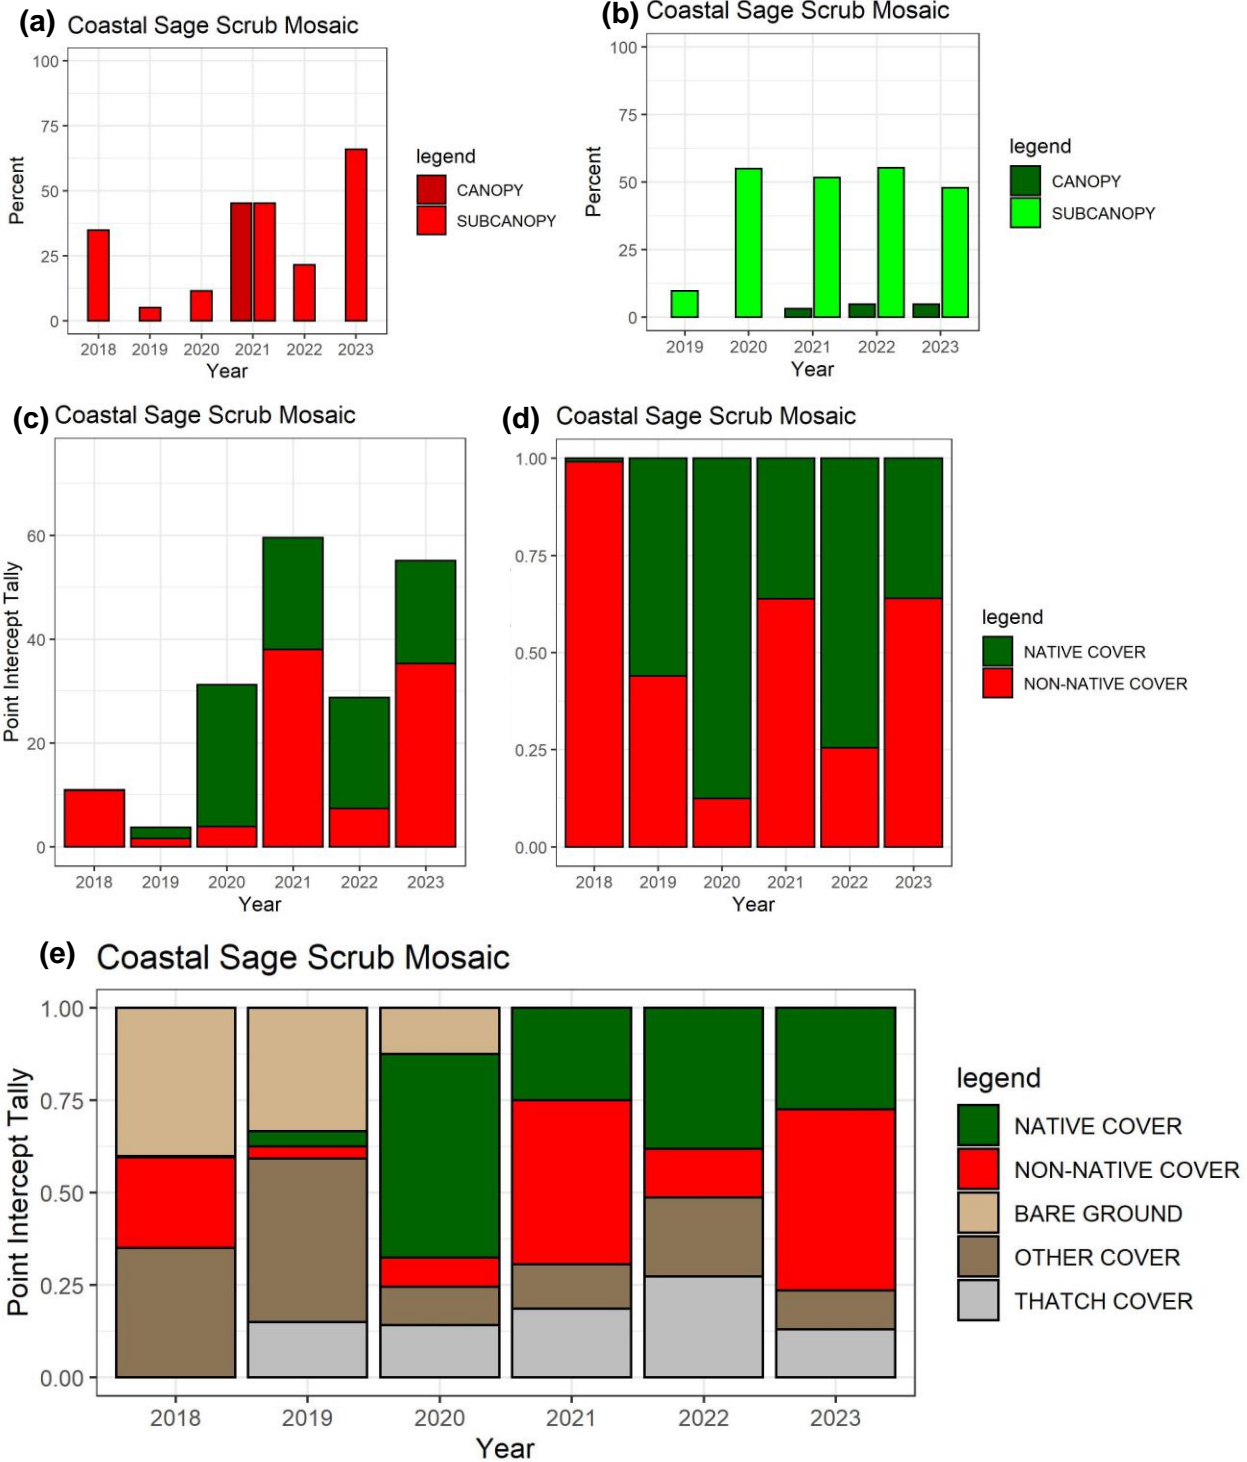 (a) Coastal Sage Scrub Mosaic
100
75
50
25
0
Percent
2018 2019 2020 2021 2022 2023
Year
legend
CANOPY
SUBCANOPY
(b) Coastal Sage Scrub Mosaic
100
75
50
25
0
Percent
2019 2020 2021 2022 2023
Year
legend
CANOPY
SUBCANOPY
(c) Coastal Sage Scrub Mosaic
60
40
20
0
Point Intercept Tally
2018 2019 2020 2021 2022 2023
Year
(d) Coastal Sage Scrub Mosaic
1.00
0.75
0.50
0.25
0.00
2018 2019 2020 2021 2022 2023
Year
legend
NATIVE COVER
NON-NATIVE COVER
(e) Coastal Sage Scrub Mosaic
1.00
0.75
0.50
0.25
0.00
Point Intercept Tally
2018 2019 2020 2021 2022 2023
Year
legend
NATIVE COVER
NON-NATIVE COVER
BARE GROUND
OTHER COVER
THATCH COVER